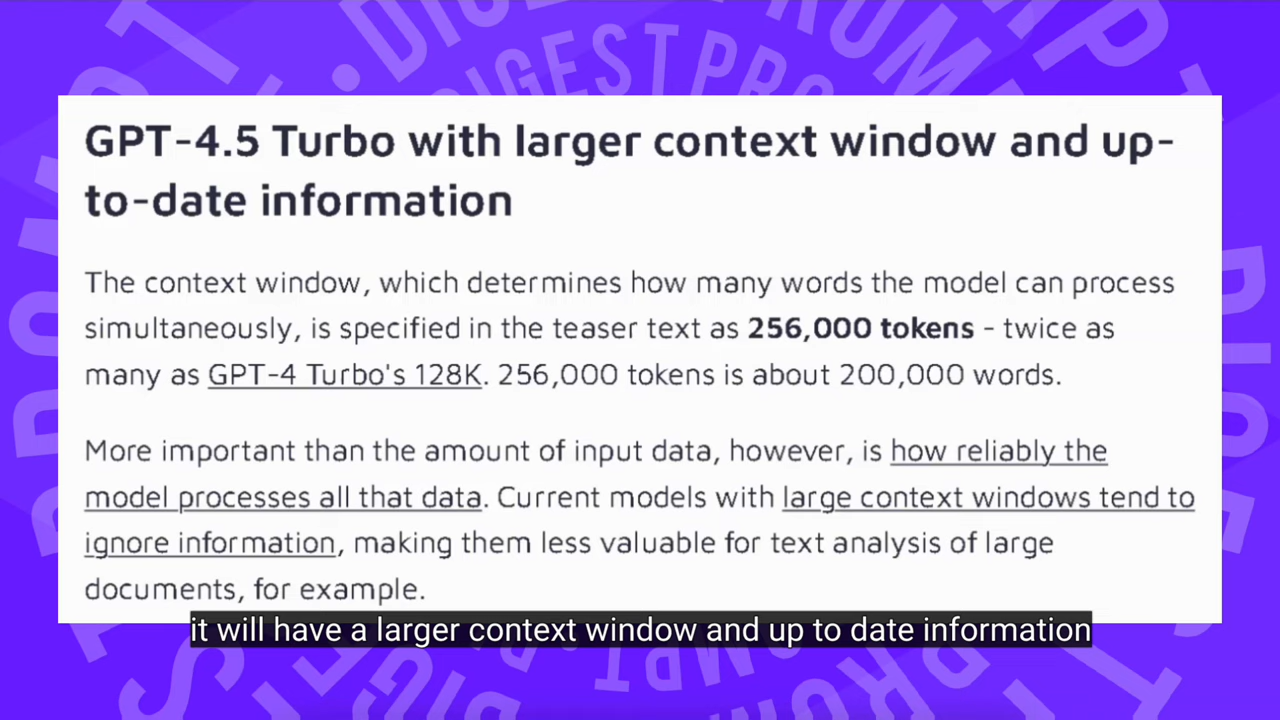 DIGESTPROMPT
GPT-4.5 Turbo with larger context window and up-
to-date information
The context window, which determines how many words the model can process
simultaneously, is specified in the teaser text as 256,000 tokens - twice as
many as GPT-4 Turbo's 128K. 256,000 tokens is about 200,000 words.
More important than the amount of input data, however, is how reliably the
model processes all that data. Current models with large context windows tend to
ignore information, making them less valuable for text analysis of large
documents, for example.
it will have a larger context window and up to date information